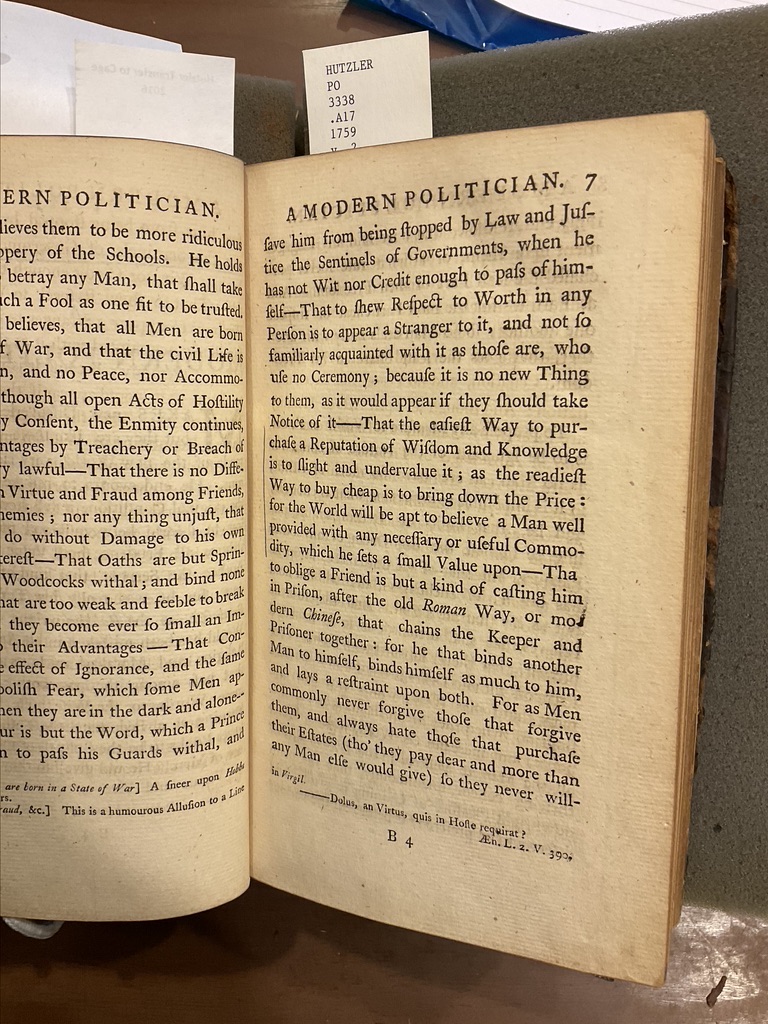 HUTZLER
PO
3338
.A17
1759
v. 2
ERN POLITICIAN.
lieves them to be more ridiculous
ppery of the Schools. He holds
betray any Man, that ſhall take
ch a Fool as one fit to be truſted,
believes, that all Men are born
f War, and that the civil Life is
n, and no Peace, nor Accommo-
though all open Acts of Hoſtility
y Conſent, the Enmity continues,
ntages by Treachery or Breach of
y lawful—That there is no Diffe-
Virtue and Fraud among Friends,
nemies; nor any thing unjuſt, that
do without Damage to his own
tereſt—That Oaths are but Sprin-
Woodcocks withal; and bind none
hat are too weak and feeble to break
they become ever ſo ſmall an Im-
their Advantages—That Con-
e effect of Ignorance, and the ſame
oliſh Fear, which ſome Men ap-
hen they are in the dark and alone—
ur is but the Word, which a Prince
n to paſs his Guards withal, and
are born in a State of War] A ſneer upon Hobbs
rs.
raud, &c.] This is a humourous Alluſion to a Line
A MODERN POLITICIAN. 7
ſave him from being ſtopped by Law and Juſ-
tice the Sentinels of Governments, when he
has not Wit nor Credit enough to paſs of him-
ſelf—That to ſhew Reſpect to Worth in any
Perſon is to appear a Stranger to it, and not ſo
familiarly acquainted with it as thoſe are, who
uſe no Ceremony; becauſe it is no new Thing
to them, as it would appear if they ſhould take
Notice of it—That the eaſieſt Way to pur-
chaſe a Reputation of Wiſdom and Knowledge
is to ſlight and undervalue it; as the readieſt
Way to buy cheap is to bring down the Price:
for the World will be apt to believe a Man well
provided with any neceſſary or uſeful Commo-
dity, which he ſets a ſmall Value upon—Tha
to oblige a Friend is but a kind of caſting him
in Priſon, after the old Roman Way, or mo
dern Chineſe, that chains the Keeper and
Priſoner together: for he that binds another
Man to himſelf, binds himſelf as much to him,
and lays a reſtraint upon both. For as Men
commonly never forgive thoſe that forgive
them, and always hate thoſe that purchaſe
their Eſtates (tho' they pay dear and more than
any Man elſe would give) ſo they never will-
in Virgil.
——Dolus, an Virtus, quis in Hoſte requirat?
Æn. L. 2. V. 390.
B 4